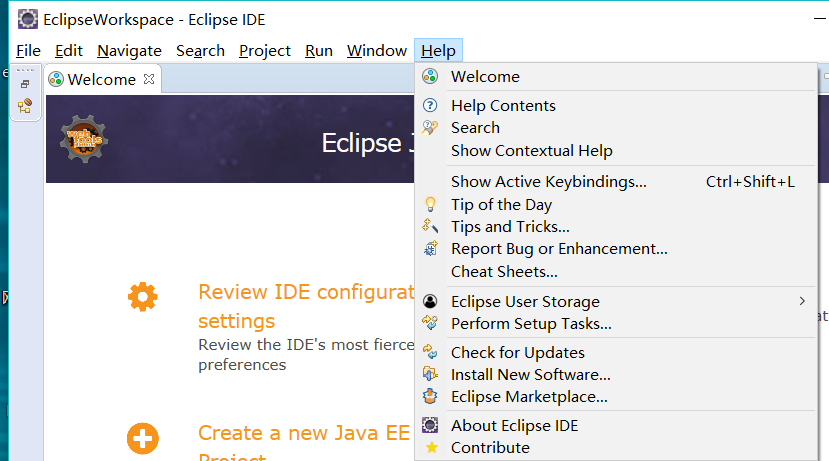 EclipseWorkspace - Eclipse IDE
File Edit Navigate Search Project Run Window Help
Welcome
Eclipse J
Review IDE configurat
settings
Review the IDE's most fierce
preferences
Create a new Java EE
Project
Welcome
Help Contents
Search
Show Contextual Help
Show Active Keybindings... Ctrl+Shift+L
Tip of the Day
Tips and Tricks...
Report Bug or Enhancement...
Cheat Sheets...
Eclipse User Storage
Perform Setup Tasks...
Check for Updates
Install New Software...
Eclipse Marketplace...
About Eclipse IDE
Contribute